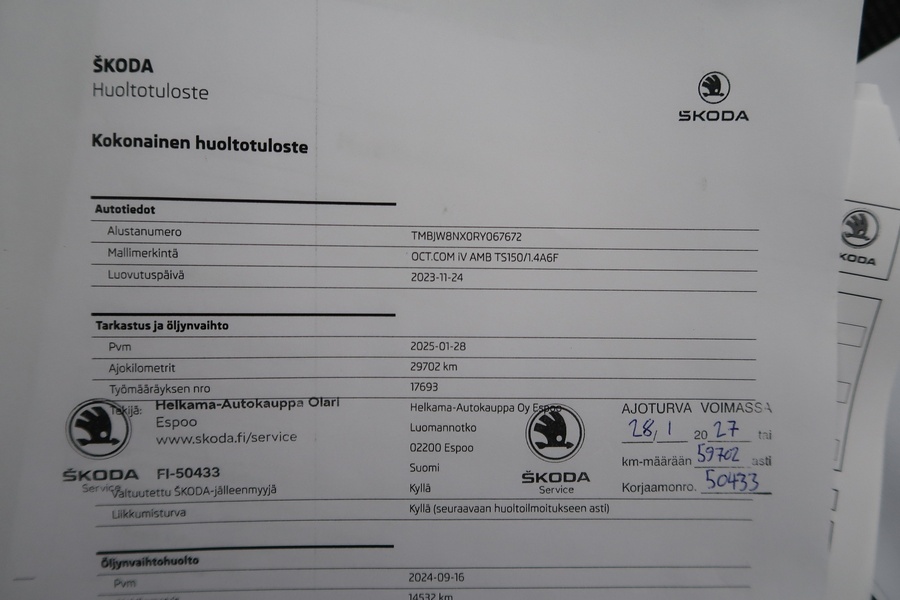 ŠKODA
Huoltotuloste
ŠKODA
Kokonainen huoltotuloste
Autotiedot
Alustanumero TMBJW8NX0RY067672
Mallimerkintä OCT.COM iV AMB TS150/1.4A6F
Luovutuspäivä 2023-11-24
KODA
Tarkastus ja öljynvaihto
Pvm 2025-01-28
Ajokilometrit 29702 km
Työmääräyksen nro 17693
Tekijä: Helkama-Autokauppa Oy Espoo
Luomannotko
02200 Espoo
Suomi
Helkama-Autokauppa Olari
Espoo
www.skoda.fi/service
ŠKODA FI-50433
Service
ŠKODA
Service
AJOTURVA VOIMASSA
28/1 2027 tai
km-määrään 59702 asti
Korjaamonro. 50433
Valtuutettu ŠKODA-jälleenmyyjä Kyllä
Liikkumisturva Kyllä (seuraavaan huoltoilmoitukseen asti)
Öljynvaihtohuolto
Pvm 2024-09-16
14532 km